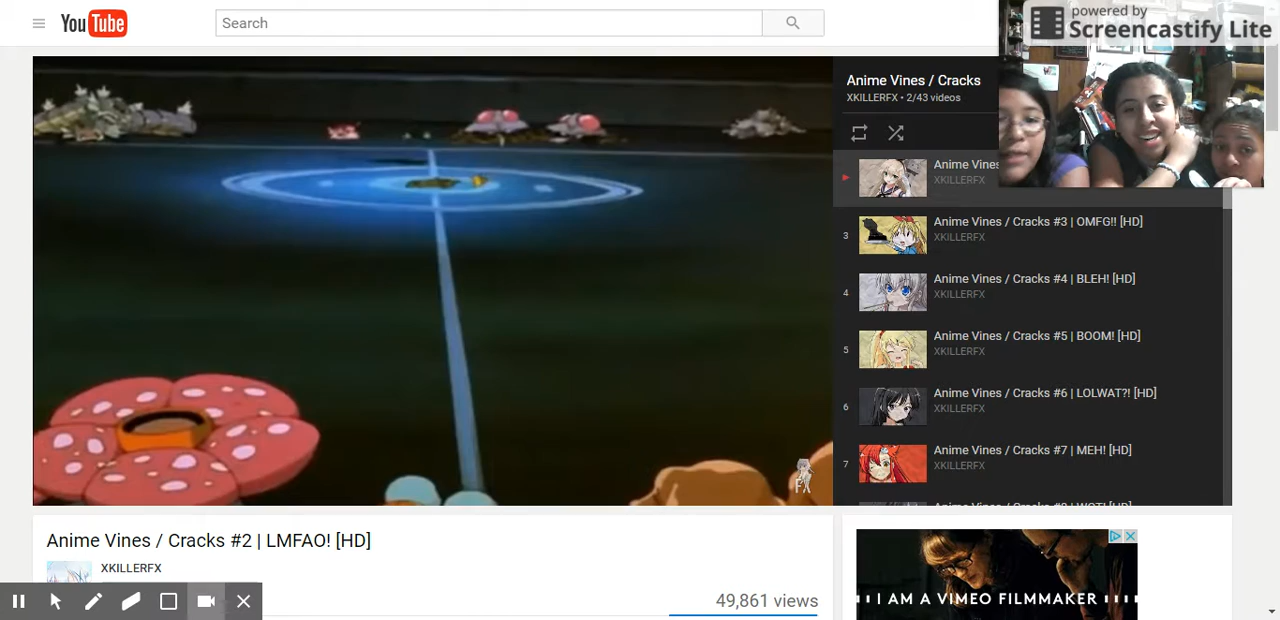 YouTube
Search
powered by
Screencastify Lite
Anime Vines / Cracks
XKILLERFX • 2/43 videos
Anime Vines
XKILLERFX
3
Anime Vines / Cracks #3 | OMFG!! [HD]
XKILLERFX
4
Anime Vines / Cracks #4 | BLEH! [HD]
XKILLERFX
5
Anime Vines / Cracks #5 | BOOM! [HD]
XKILLERFX
6
Anime Vines / Cracks #6 | LOLWAT?! [HD]
XKILLERFX
7
Anime Vines / Cracks #7 | MEH! [HD]
XKILLERFX
FX
Anime Vines / Cracks #2 | LMFAO! [HD]
XKILLERFX
49,861 views
I AM A VIMEO FILMMAKER